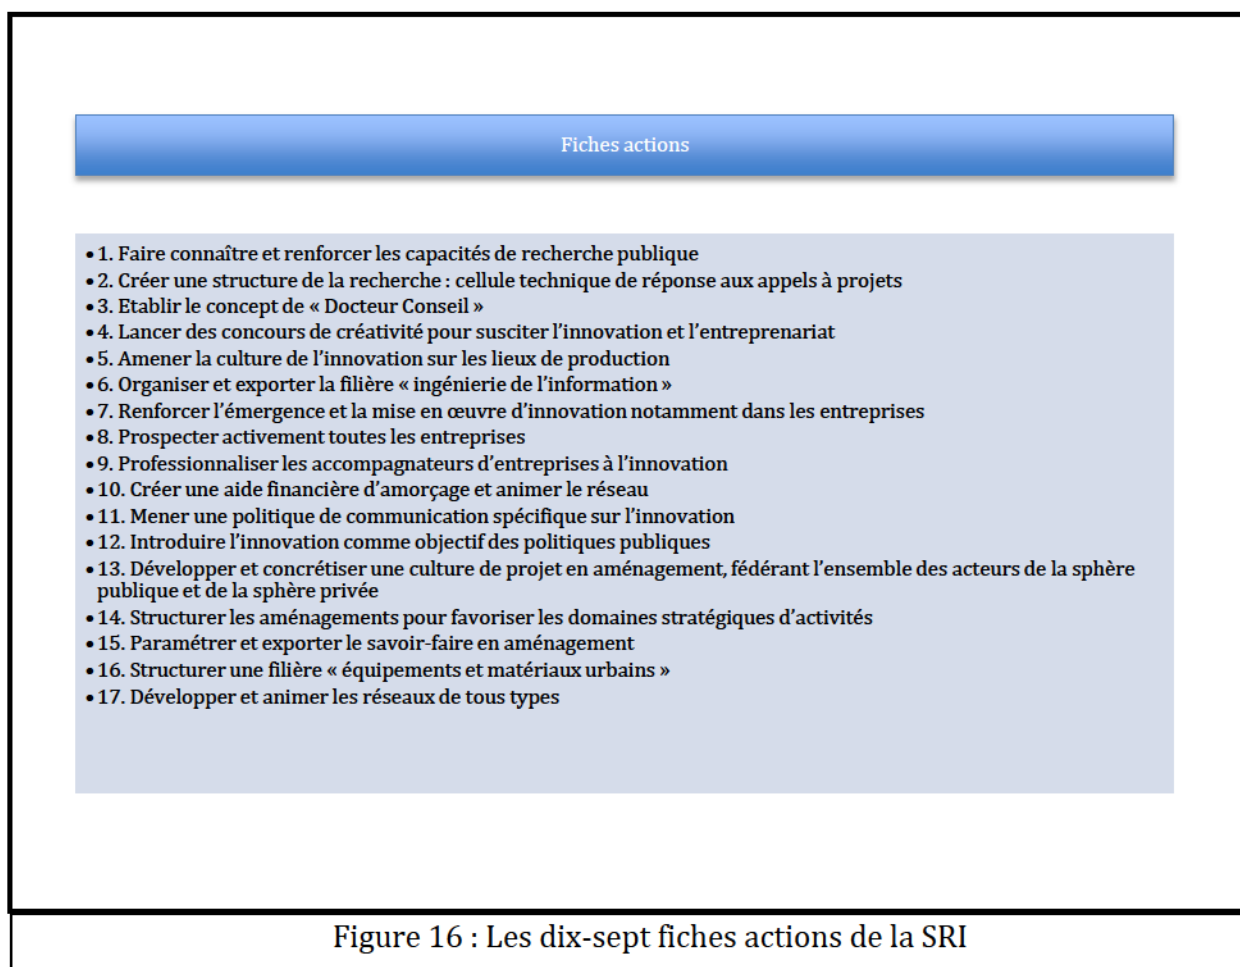 Fiches actions
• 1. Faire connaître et renforcer les capacités de recherche publique
• 2. Créer une structure de la recherche : cellule technique de réponse aux appels à projets
• 3. Etablir le concept de « Docteur Conseil »
• 4. Lancer des concours de créativité pour susciter l’innovation et l’entreprenariat
• 5. Amener la culture de l’innovation sur les lieux de production
• 6. Organiser et exporter la filière « ingénierie de l’information »
• 7. Renforcer l’émergence et la mise en œuvre d’innovation notamment dans les entreprises
• 8. Prospecter activement toutes les entreprises
• 9. Professionnaliser les accompagnateurs d’entreprises à l’innovation
• 10. Créer une aide financière d’amorçage et animer le réseau
• 11. Mener une politique de communication spécifique sur l’innovation
• 12. Introduire l’innovation comme objectif des politiques publiques
• 13. Développer et concrétiser une culture de projet en aménagement, fédérant l’ensemble des acteurs de la sphère
publique et de la sphère privée
• 14. Structurer les aménagements pour favoriser les domaines stratégiques d’activités
• 15. Paramétrer et exporter le savoir-faire en aménagement
• 16. Structurer une filière « équipements et matériaux urbains »
• 17. Développer et animer les réseaux de tous types
Figure 16 : Les dix-sept fiches actions de la SRI